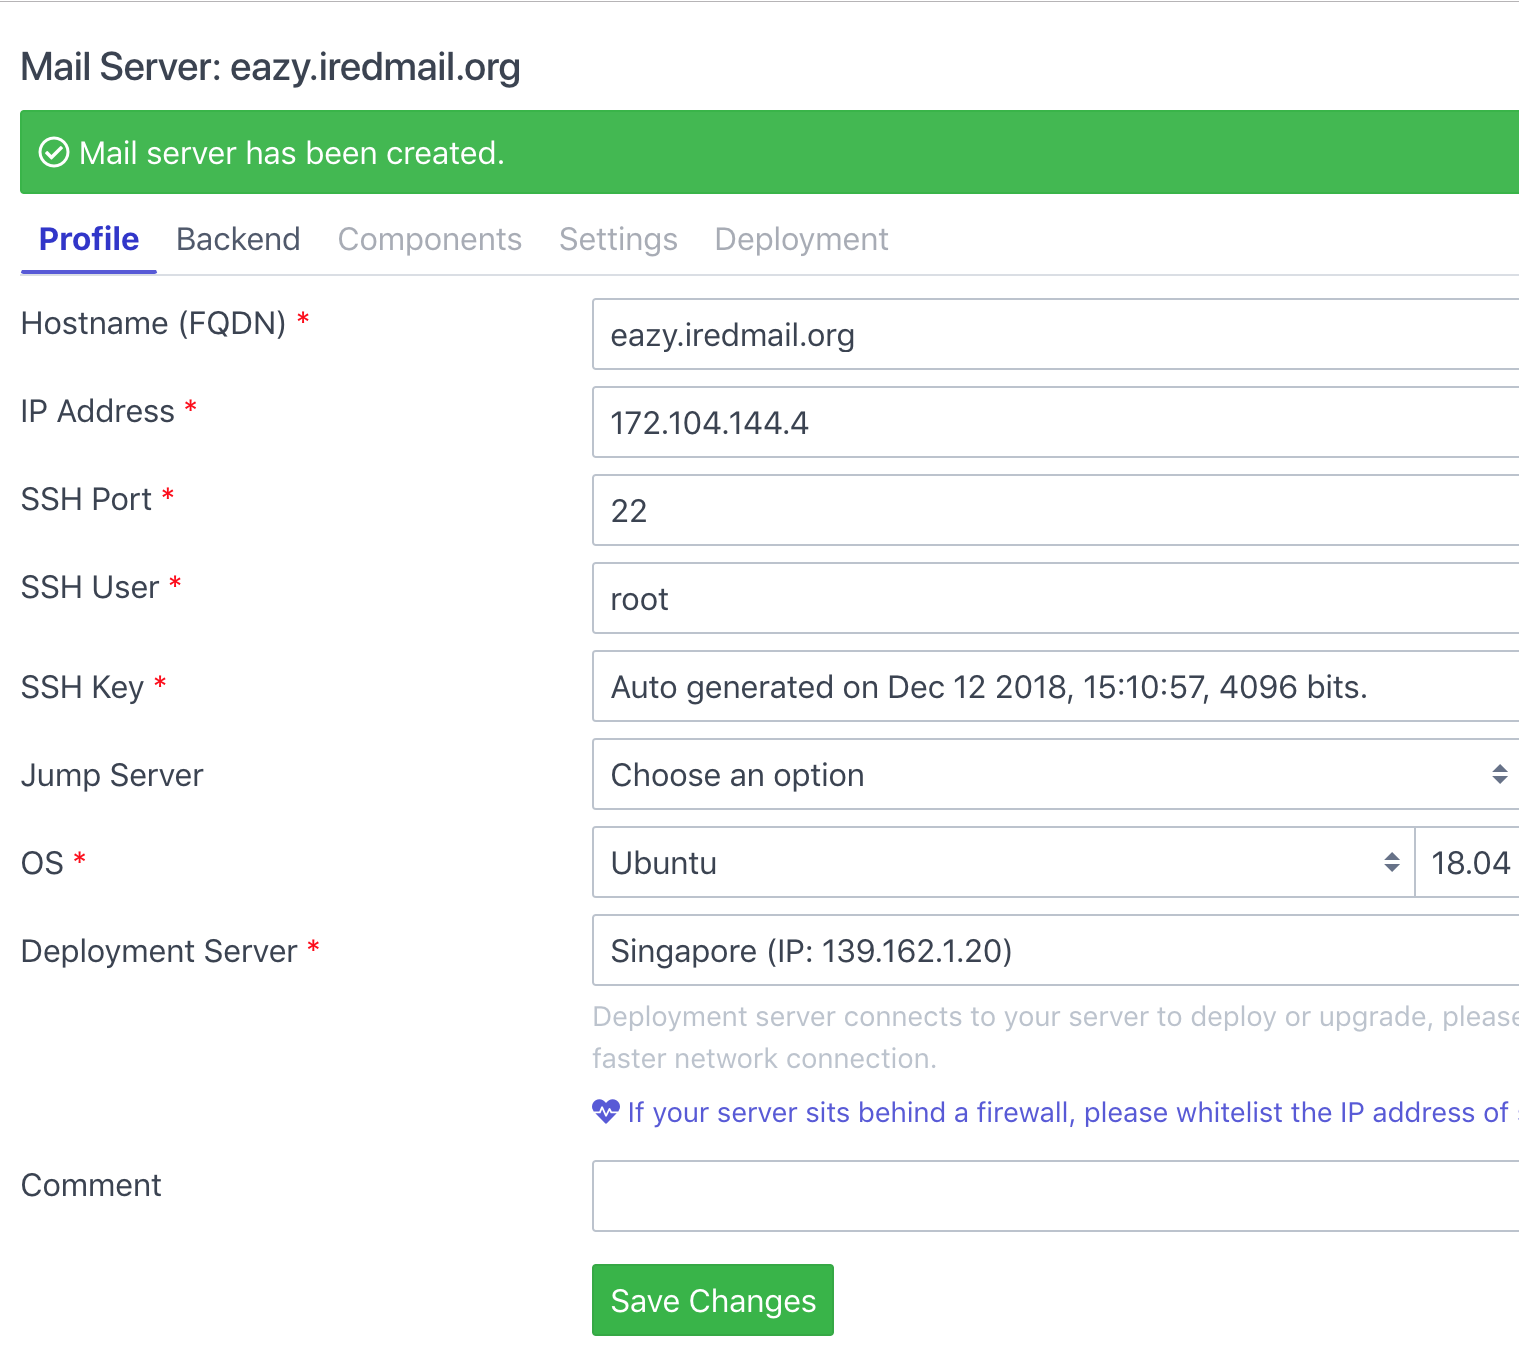 Mail Server: eazy.iredmail.org
Mail server has been created.
Profile Backend Components Settings Deployment
Hostname (FQDN) * eazy.iredmail.org
IP Address * 172.104.144.4
SSH Port * 22
SSH User * root
SSH Key * Auto generated on Dec 12 2018, 15:10:57, 4096 bits.
Jump Server Choose an option
OS * Ubuntu 18.04
Deployment Server * Singapore (IP: 139.162.1.20)
Deployment server connects to your server to deploy or upgrade, please
faster network connection.
If your server sits behind a firewall, please whitelist the IP address of
Comment
Save Changes